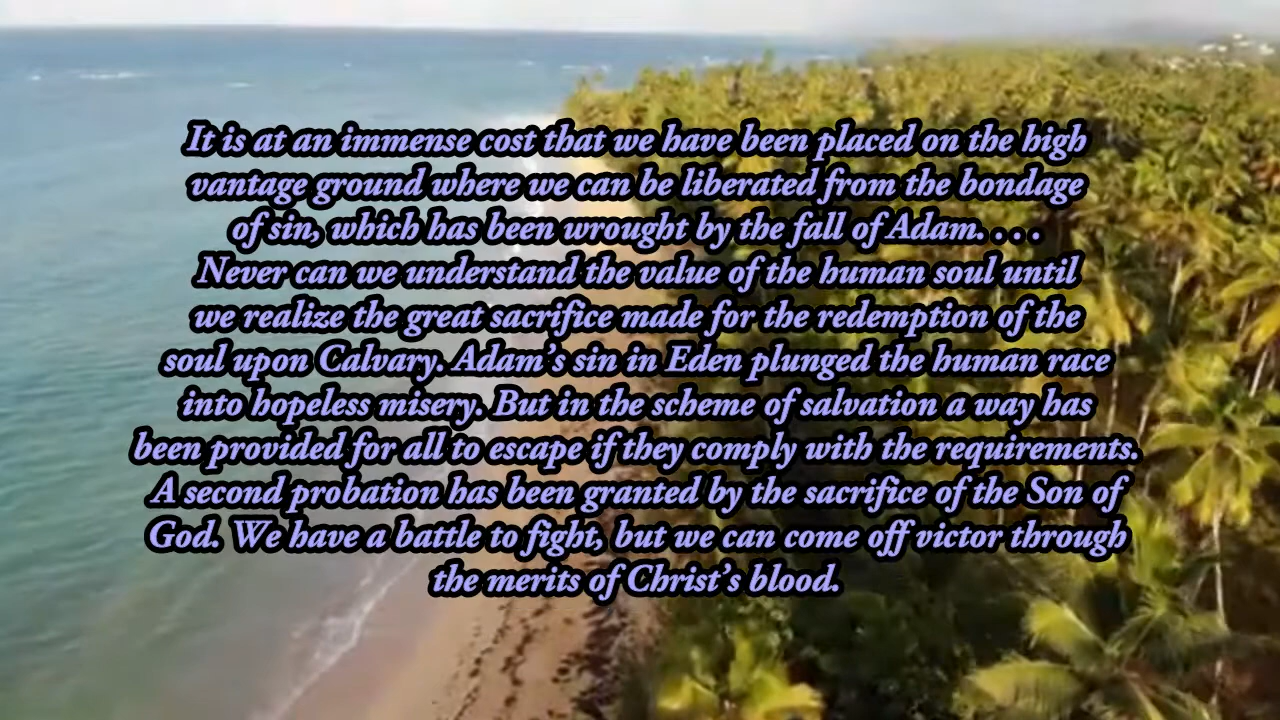 It is at an immense cost that we have been placed on the high
vantage ground where we can be liberated from the bondage
of sin, which has been wrought by the fall of Adam. . . .
Never can we understand the value of the human soul until
we realize the great sacrifice made for the redemption of the
soul upon Calvary. Adam’s sin in Eden plunged the human race
into hopeless misery. But in the scheme of salvation a way has
been provided for all to escape if they comply with the requirements.
A second probation has been granted by the sacrifice of the Son of
God. We have a battle to fight, but we can come off victor through
the merits of Christ’s blood.